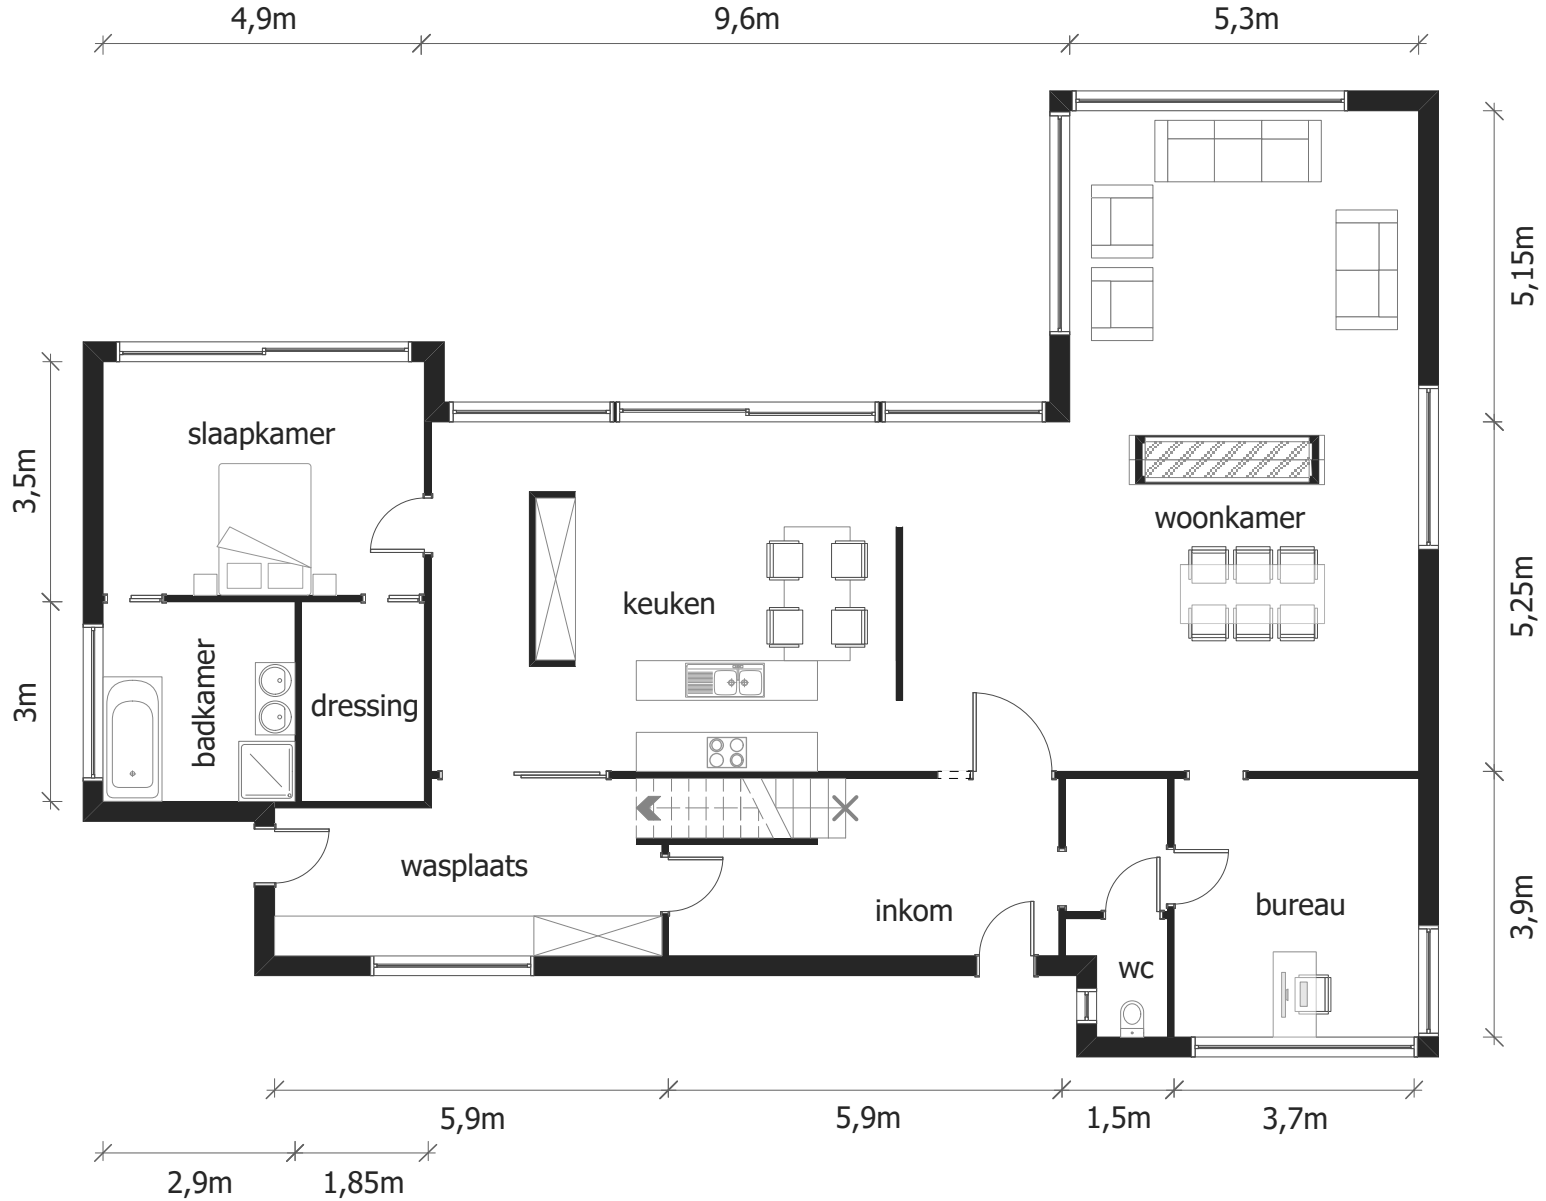 4,9m
9,6m
5,3m
5,15m
slaapkamer
3,5m
woonkamer
keuken
5,25m
badkamer
dressing
3m
wasplaats
inkom
bureau
3,9m
wc
5,9m
5,9m
1,5m
3,7m
2,9m
1,85m